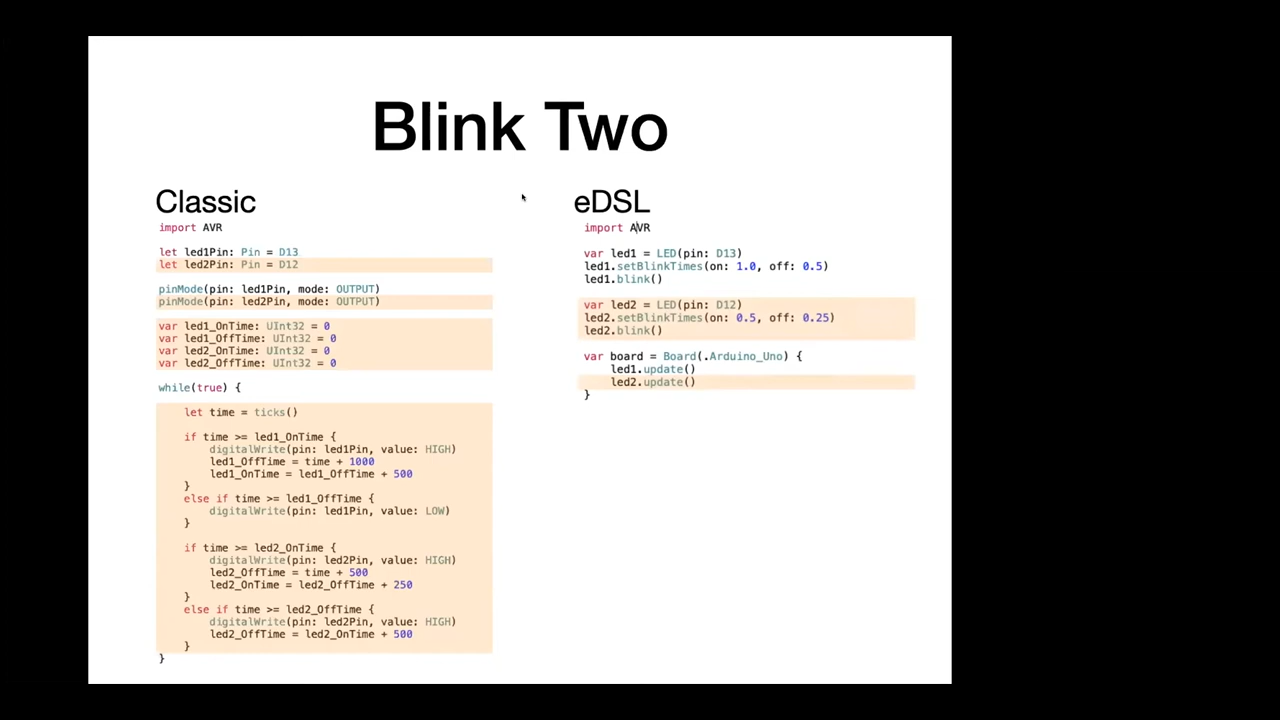 Blink Two
Classic
import AVR
let led1Pin: Pin = D13
let led2Pin: Pin = D12
pinMode(pin: led1Pin, mode: OUTPUT)
pinMode(pin: led2Pin, mode: OUTPUT)
var led1_OnTime: UInt32 = 0
var led1_OffTime: UInt32 = 0
var led2_OnTime: UInt32 = 0
var led2_OffTime: UInt32 = 0
while(true) {
let time = ticks()
if time >= led1_OnTime {
digitalWrite(pin: led1Pin, value: HIGH)
led1_OffTime = time + 1000
led1_OnTime = led1_OffTime + 500
}
else if time >= led1_OffTime {
digitalWrite(pin: led1Pin, value: LOW)
}
if time >= led2_OnTime {
digitalWrite(pin: led2Pin, value: HIGH)
led2_OffTime = time + 500
led2_OnTime = led2_OffTime + 250
}
else if time >= led2_OffTime {
digitalWrite(pin: led2Pin, value: HIGH)
led2_OffTime = led2_OnTime + 500
}
}
eDSL
import AVR
var led1 = LED(pin: D13)
led1.setBlinkTimes(on: 1.0, off: 0.5)
led1.blink()
var led2 = LED(pin: D12)
led2.setBlinkTimes(on: 0.5, off: 0.25)
led2.blink()
var board = Board(.Arduino_Uno) {
led1.update()
led2.update()
}